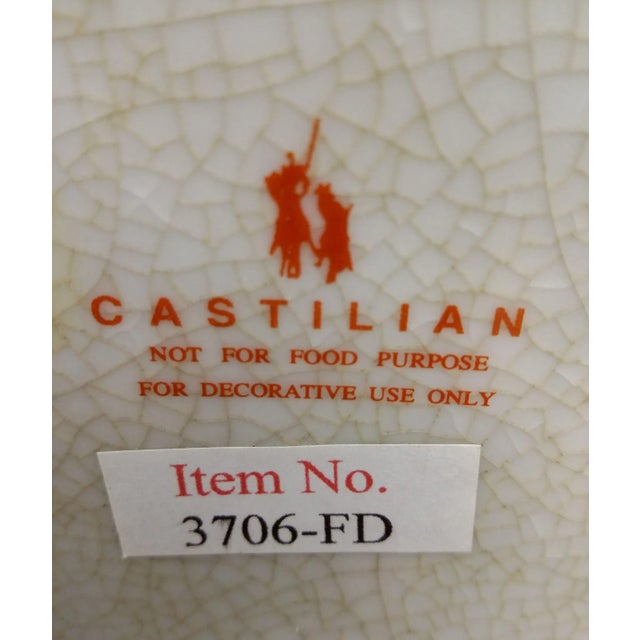 CASTILIAN
NOT FOR FOOD PURPOSE
FOR DECORATIVE USE ONLY
Item No.
3706-FD